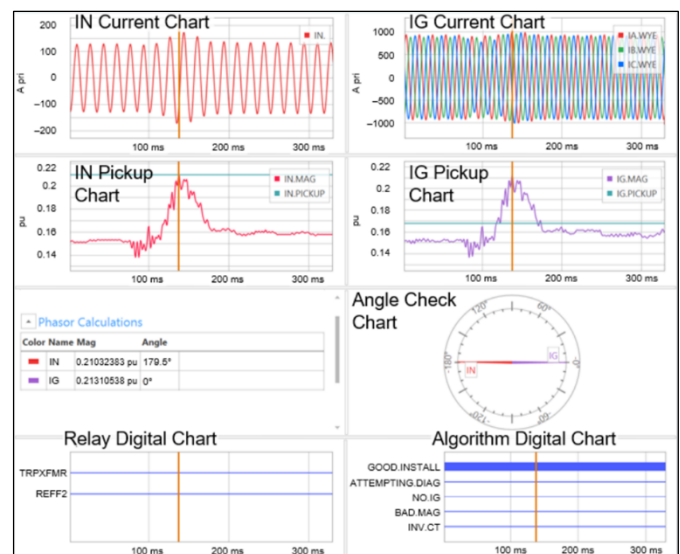 IN Current Chart
IN.
A pri
200
100
0
−100
−200
100 ms
200 ms
300 ms
IG Current Chart
IA.WYE
IB.WYE
IC.WYE
A pri
1000
500
0
−500
−1000
100 ms
200 ms
300 ms
IN Pickup
Chart
IN.MAG
IN.PICKUP
pu
0.22
0.2
0.18
0.16
0.14
100 ms
200 ms
300 ms
IG Pickup
Chart
IG.MAG
IG.PICKUP
pu
0.22
0.2
0.18
0.16
0.14
100 ms
200 ms
300 ms
Phasor Calculations
Color Name Mag Angle
IN 0.21032383 pu 179.5°
IG 0.21310538 pu 0°
Angle Check
Chart
120°
60°
-180°
-0°
-120°
-60°
IN
IG
Relay Digital Chart
TRPXFMR
REFF2
100 ms
200 ms
300 ms
Algorithm Digital Chart
GOOD.INSTALL
ATTEMPTING.DIAG
NO.IG
BAD.MAG
INV.CT
100 ms
200 ms
300 ms